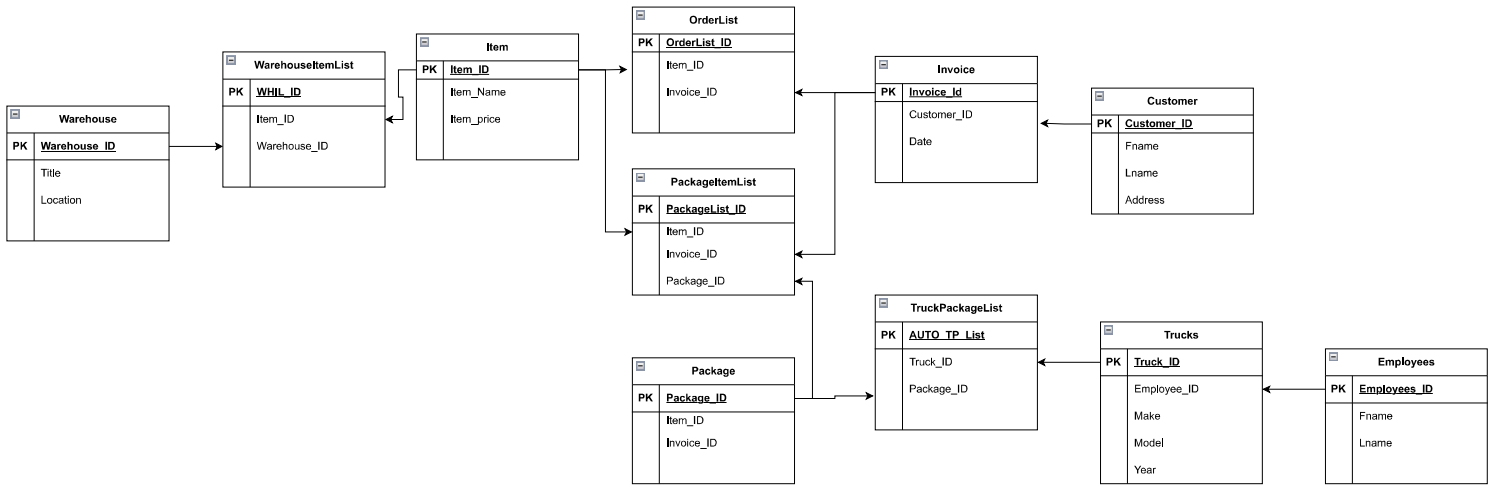 OrderList
PK OrderList_ID
Item_ID
Invoice_ID
Item
PK Item_ID
Item_Name
Item_price
WarehouseItemList
PK WHIL_ID
Item_ID
Warehouse_ID
Invoice
PK Invoice_Id
Customer_ID
Date
Customer
PK Customer_ID
Fname
Lname
Address
Warehouse
PK Warehouse_ID
Title
Location
PackageItemList
PK PackageList_ID
Item_ID
Invoice_ID
Package_ID
TruckPackageList
PK AUTO_TP_List
Truck_ID
Package_ID
Trucks
PK Truck_ID
Employee_ID
Make
Model
Year
Employees
PK Employees_ID
Fname
Lname
Package
PK Package_ID
Item_ID
Invoice_ID